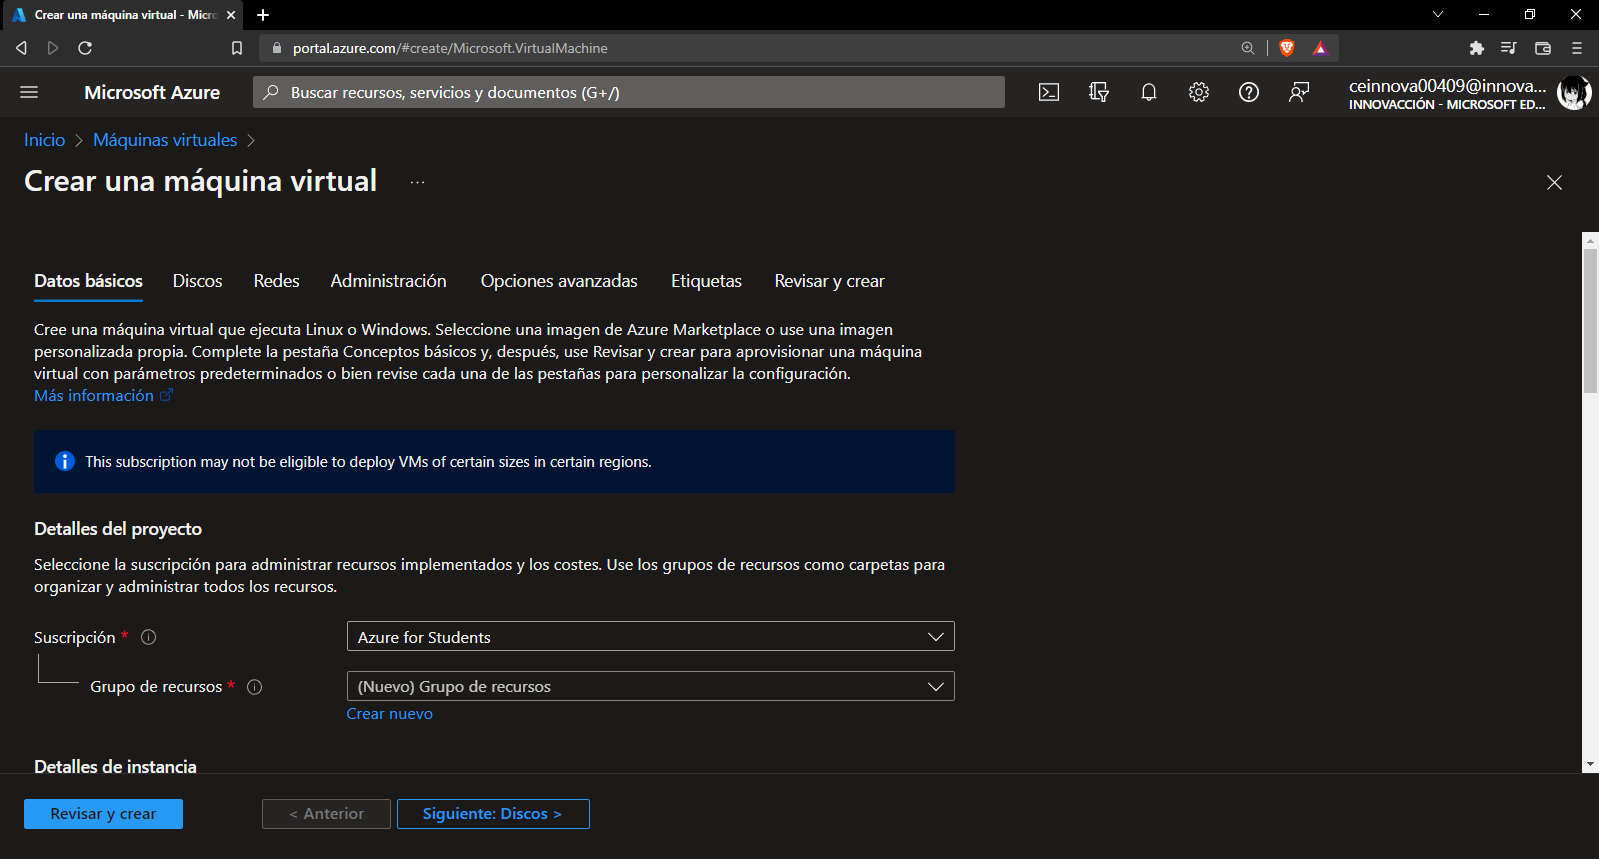 Crear una máquina virtual - Micro
portal.azure.com/#create/Microsoft.VirtualMachine
Microsoft Azure
Buscar recursos, servicios y documentos (G+/)
ceinnova00409@innova...
INNOVACCIÓN - MICROSOFT ED...
Inicio > Máquinas virtuales >
Crear una máquina virtual ...
Datos básicos Discos Redes Administración Opciones avanzadas Etiquetas Revisar y crear
Cree una máquina virtual que ejecuta Linux o Windows. Seleccione una imagen de Azure Marketplace o use una imagen
personalizada propia. Complete la pestaña Conceptos básicos y, después, use Revisar y crear para aprovisionar una máquina
virtual con parámetros predeterminados o bien revise cada una de las pestañas para personalizar la configuración.
Más información
This subscription may not be eligible to deploy VMs of certain sizes in certain regions.
Detalles del proyecto
Seleccione la suscripción para administrar recursos implementados y los costes. Use los grupos de recursos como carpetas para
organizar y administrar todos los recursos.
Suscripción * Azure for Students
Grupo de recursos * (Nuevo) Grupo de recursos
Crear nuevo
Detalles de instancia
Revisar y crear < Anterior Siguiente: Discos >